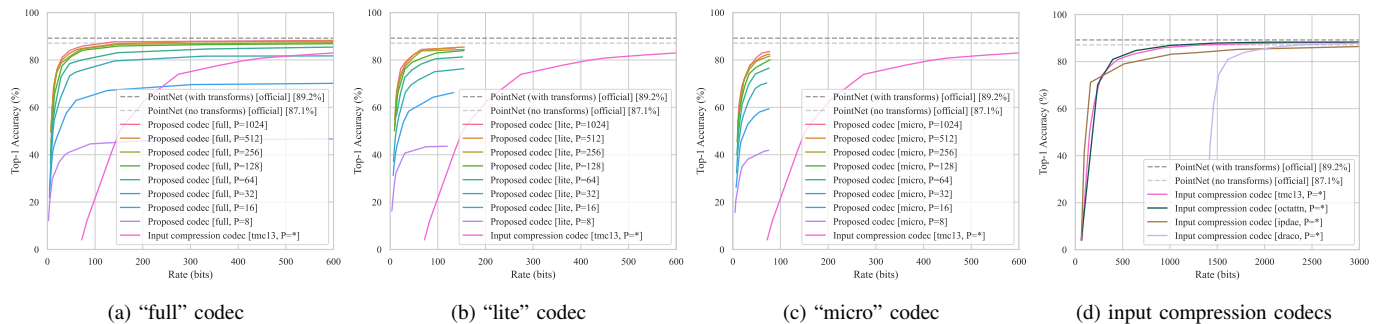 100
80
60
40
20
0
Top-1 Accuracy (%)
PointNet (with transforms) [official] [89.2%]
PointNet (no transforms) [official] [87.1%]
Proposed codec [full, P=1024]
Proposed codec [full, P=512]
Proposed codec [full, P=256]
Proposed codec [full, P=128]
Proposed codec [full, P=64]
Proposed codec [full, P=32]
Proposed codec [full, P=16]
Proposed codec [full, P=8]
Input compression codec [tmc13, P=*]
0 100 200 300 400 500 600
Rate (bits)
(a) “full” codec
100
80
60
40
20
0
Top-1 Accuracy (%)
PointNet (with transforms) [official] [89.2%]
PointNet (no transforms) [official] [87.1%]
Proposed codec [lite, P=1024]
Proposed codec [lite, P=512]
Proposed codec [lite, P=256]
Proposed codec [lite, P=128]
Proposed codec [lite, P=64]
Proposed codec [lite, P=32]
Proposed codec [lite, P=16]
Proposed codec [lite, P=8]
Input compression codec [tmc13, P=*]
0 100 200 300 400 500 600
Rate (bits)
(b) “lite” codec
100
80
60
40
20
0
Top-1 Accuracy (%)
PointNet (with transforms) [official] [89.2%]
PointNet (no transforms) [official] [87.1%]
Proposed codec [micro, P=1024]
Proposed codec [micro, P=512]
Proposed codec [micro, P=256]
Proposed codec [micro, P=128]
Proposed codec [micro, P=64]
Proposed codec [micro, P=32]
Proposed codec [micro, P=16]
Proposed codec [micro, P=8]
Input compression codec [tmc13, P=*]
0 100 200 300 400 500 600
Rate (bits)
(c) “micro” codec
100
80
60
40
20
0
Top-1 Accuracy (%)
PointNet (with transforms) [official] [89.2%]
PointNet (no transforms) [official] [87.1%]
Input compression codec [tmc13, P=*]
Input compression codec [octattn, P=*]
Input compression codec [ipdae, P=*]
Input compression codec [draco, P=*]
0 500 1000 1500 2000 2500 3000
Rate (bits)
(d) input compression codecs